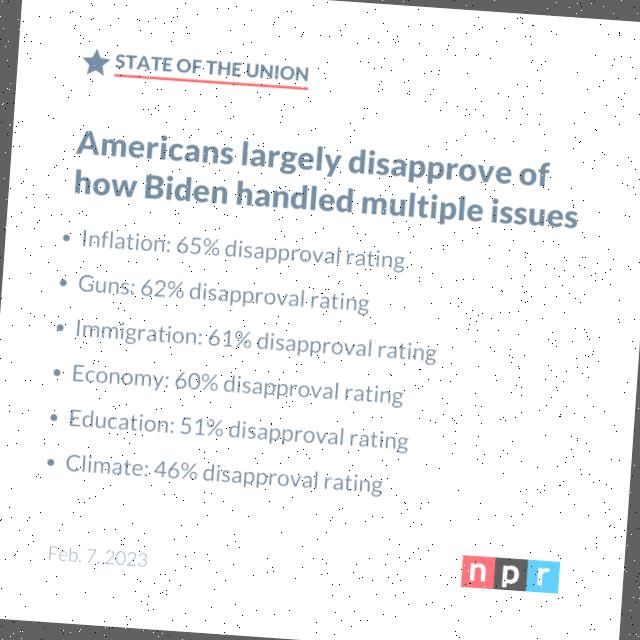 STATE OF THE UNION
Americans largely disapprove of
how Biden handled multiple issues
• Inflation: 65% disapproval rating
• Guns: 62% disapproval rating
• Immigration: 61% disapproval rating
• Economy: 60% disapproval rating
• Education: 51% disapproval rating
• Climate: 46% disapproval rating
Feb. 7, 2023
npr